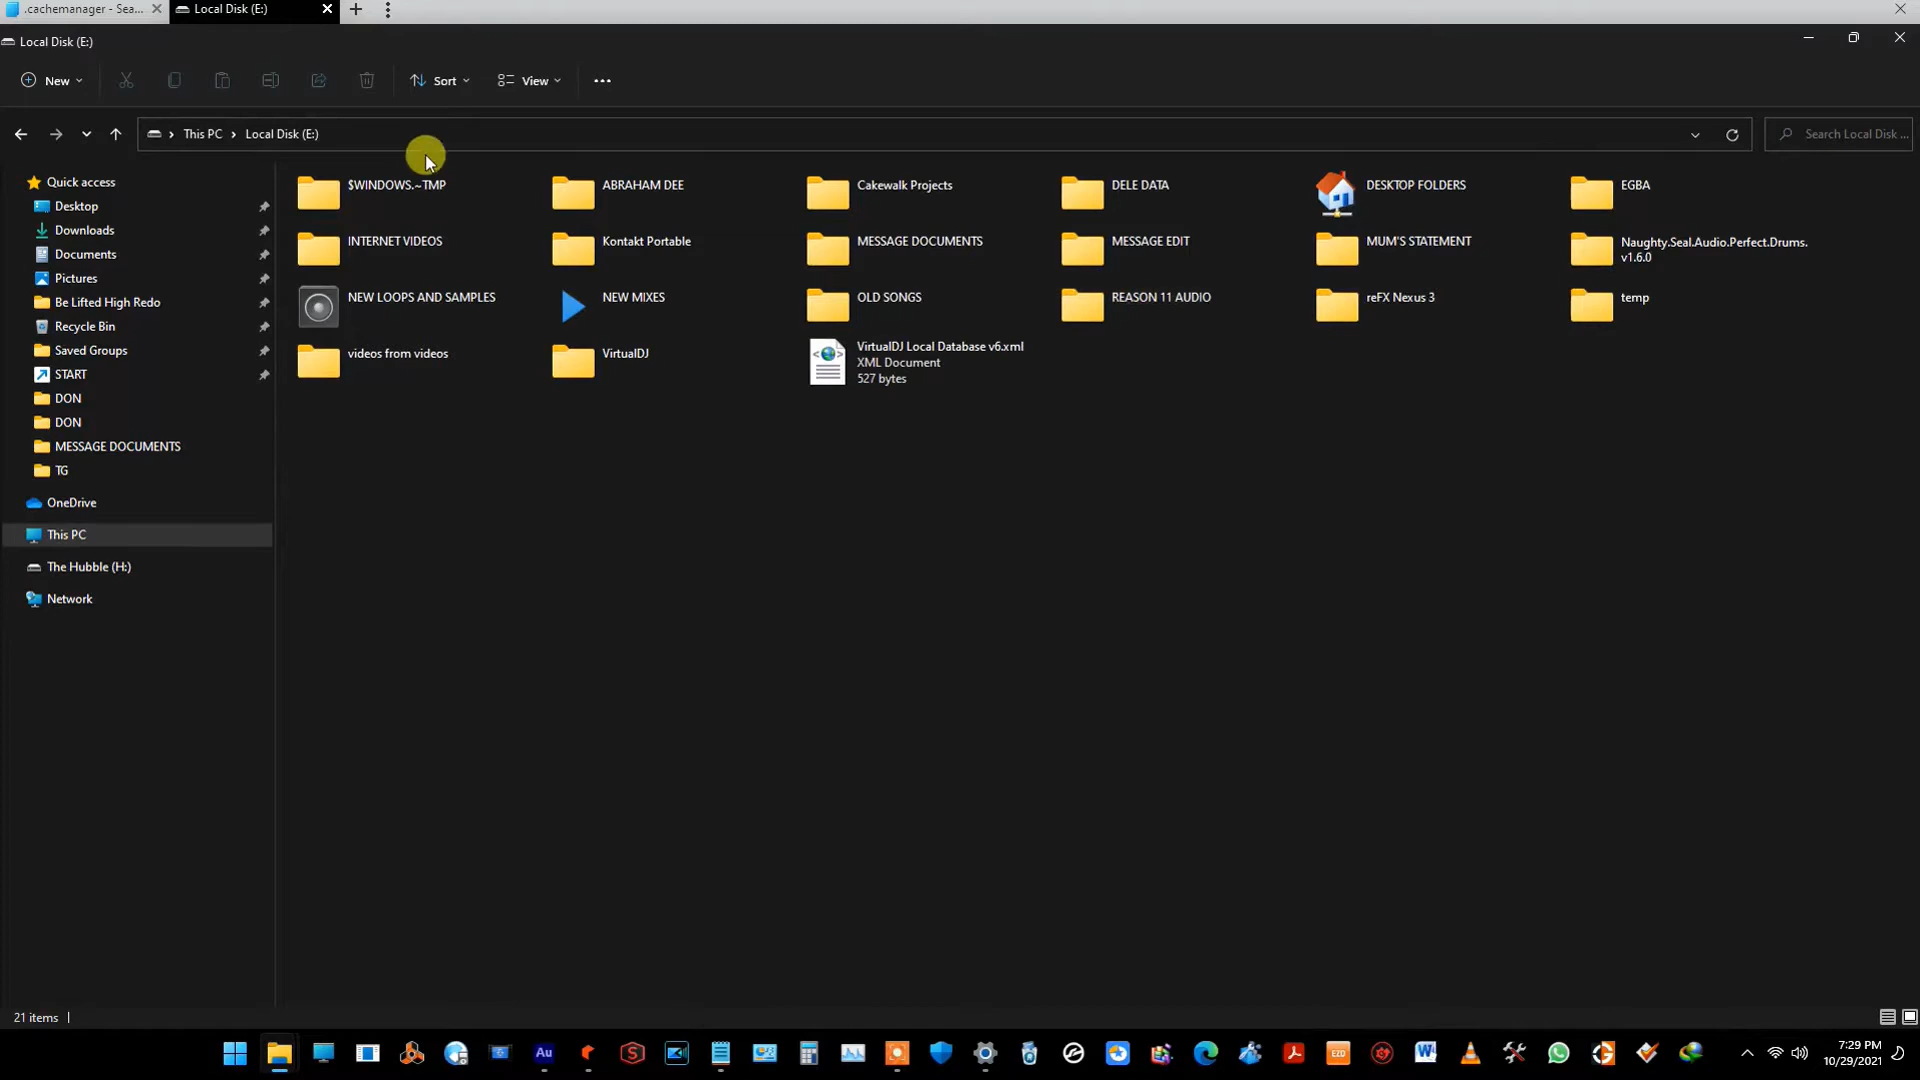 .cachemanager - Sea...
Local Disk (E:)
Local Disk (E:)
New
Sort
View
This PC
Local Disk (E:)
Search Local Disk ...
Quick access
Desktop
Downloads
Documents
Pictures
Be Lifted High Redo
Recycle Bin
Saved Groups
START
DON
DON
MESSAGE DOCUMENTS
TG
OneDrive
This PC
The Hubble (H:)
Network
$WINDOWS.~TMP
ABRAHAM DEE
Cakewalk Projects
DELE DATA
DESKTOP FOLDERS
EGBA
INTERNET VIDEOS
Kontakt Portable
MESSAGE DOCUMENTS
MESSAGE EDIT
MUM'S STATEMENT
Naughty.Seal.Audio.Perfect.Drums.
v1.6.0
NEW LOOPS AND SAMPLES
NEW MIXES
OLD SONGS
REASON 11 AUDIO
reFX Nexus 3
temp
videos from videos
VirtualDJ
VirtualDJ Local Database v6.xml
XML Document
527 bytes
21 items
Au
S
EZD
W
7:29 PM
10/29/2021